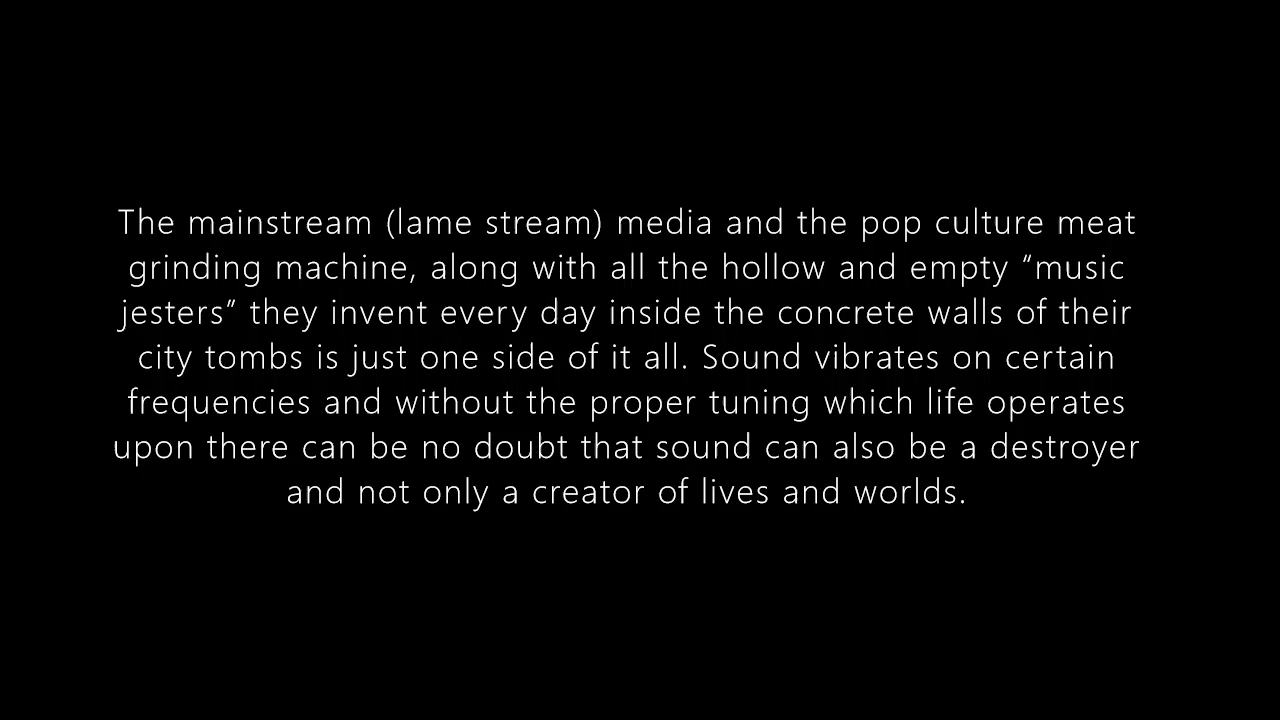 The mainstream (lame stream) media and the pop culture meat
grinding machine, along with all the hollow and empty “music
jesters” they invent every day inside the concrete walls of their
city tombs is just one side of it all. Sound vibrates on certain
frequencies and without the proper tuning which life operates
upon there can be no doubt that sound can also be a destroyer
and not only a creator of lives and worlds.